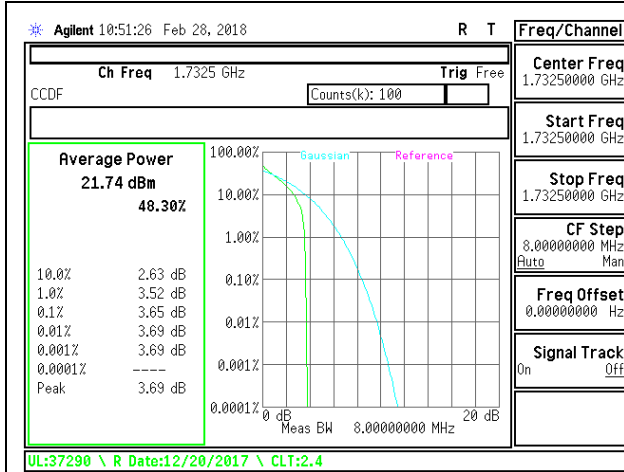 Agilent 10:51:26 Feb 28, 2018 R T
Ch Freq 1.7325 GHz Trig Free
CCDF Counts(k): 100
Average Power
21.74 dBm
48.30%
10.0% 2.63 dB
1.0% 3.52 dB
0.1% 3.65 dB
0.01% 3.69 dB
0.001% 3.69 dB
0.0001% ----
Peak 3.69 dB
Gaussian Reference
100.00%
10.00%
1.00%
0.10%
0.01%
0.001%
0.0001%
0 dB 20 dB
Meas BW 8.00000000 MHz
Freq/Channel
Center Freq
1.73250000 GHz
Start Freq
1.73250000 GHz
Stop Freq
1.73250000 GHz
CF Step
8.00000000 MHz
Auto Man
Freq Offset
0.00000000 Hz
Signal Track
On Off
UL:37290 \ R Date:12/20/2017 \ CLT:2.4